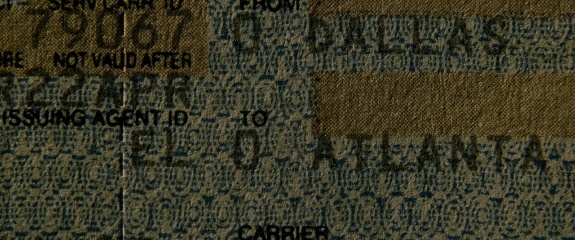 SERV CARR ID FROM
79067 O DALLAS
NOT VALID AFTER
22APR
ISSUING AGENT ID TO
EL O ATLANTA
CARRIER